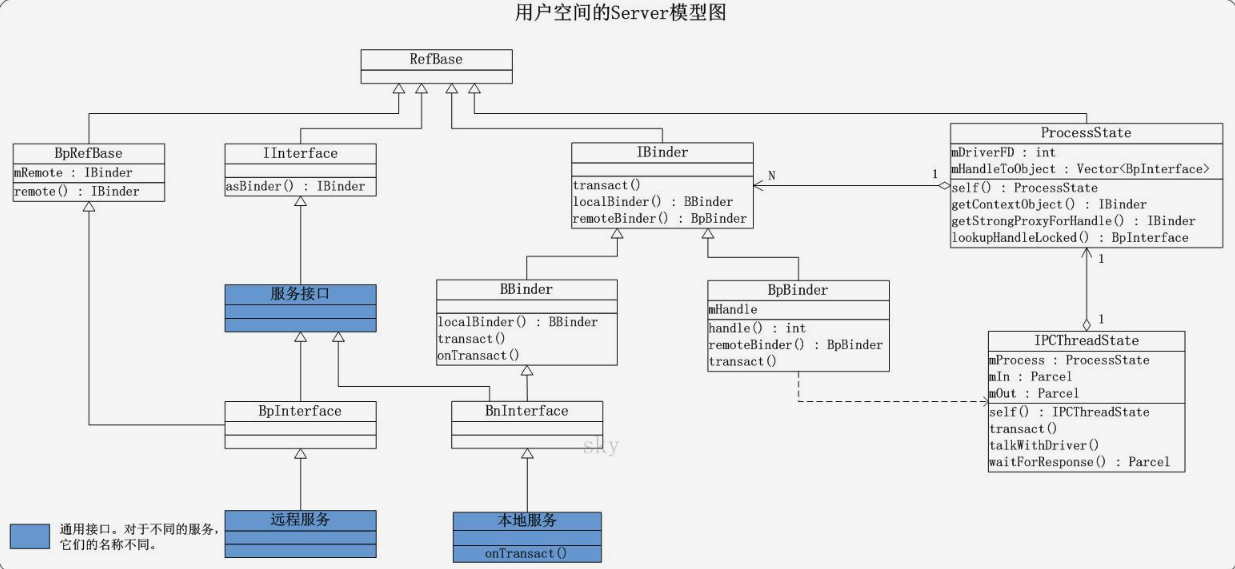 用户空间的Server模型图
RefBase
BpRefBase
mRemote : IBinder
remote() : IBinder
IInterface
asBinder() : IBinder
IBinder
transact()
localBinder() : BBinder
remoteBinder() : BpBinder
N
1
ProcessState
mDriverFD : int
mHandleToObject : Vector<BpInterface>
self() : ProcessState
getContextObject() : IBinder
getStrongProxyForHandle() : IBinder
lookupHandleLocked() : BpInterface
1
1
服务接口
BBinder
localBinder() : BBinder
transact()
onTransact()
BpBinder
mHandle
handle() : int
remoteBinder() : BpBinder
transact()
IPCThreadState
mProcess : ProcessState
mIn : Parcel
mOut : Parcel
self() : IPCThreadState
transact()
talkWithDriver()
waitForResponse() : Parcel
BpInterface
BnInterface
sky
远程服务
本地服务
onTransact()
通用接口。对于不同的服务，
它们的名称不同。